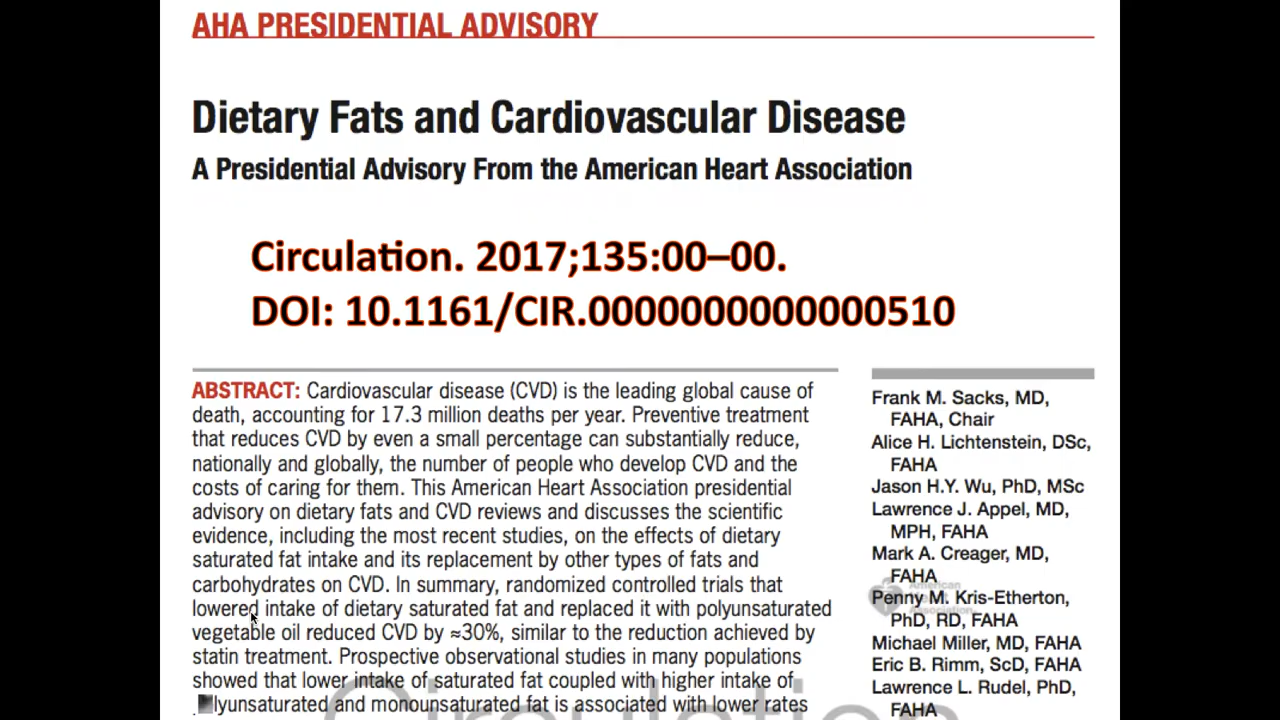 AHA PRESIDENTIAL ADVISORY
Dietary Fats and Cardiovascular Disease
A Presidential Advisory From the American Heart Association
Circulation. 2017;135:00–00.
DOI: 10.1161/CIR.0000000000000510
ABSTRACT: Cardiovascular disease (CVD) is the leading global cause of
death, accounting for 17.3 million deaths per year. Preventive treatment
that reduces CVD by even a small percentage can substantially reduce,
nationally and globally, the number of people who develop CVD and the
costs of caring for them. This American Heart Association presidential
advisory on dietary fats and CVD reviews and discusses the scientific
evidence, including the most recent studies, on the effects of dietary
saturated fat intake and its replacement by other types of fats and
carbohydrates on CVD. In summary, randomized controlled trials that
lowered intake of dietary saturated fat and replaced it with polyunsaturated
vegetable oil reduced CVD by ≈30%, similar to the reduction achieved by
statin treatment. Prospective observational studies in many populations
showed that lower intake of saturated fat coupled with higher intake of
lyunsaturated and monounsaturated fat is associated with lower rates
Frank M. Sacks, MD,
FAHA, Chair
Alice H. Lichtenstein, DSc,
FAHA
Jason H.Y. Wu, PhD, MSc
Lawrence J. Appel, MD,
MPH, FAHA
Mark A. Creager, MD,
FAHA
Penny M. Kris-Etherton,
PhD, RD, FAHA
Michael Miller, MD, FAHA
Eric B. Rimm, ScD, FAHA
Lawrence L. Rudel, PhD,
FAHA
American
Association
Circulation